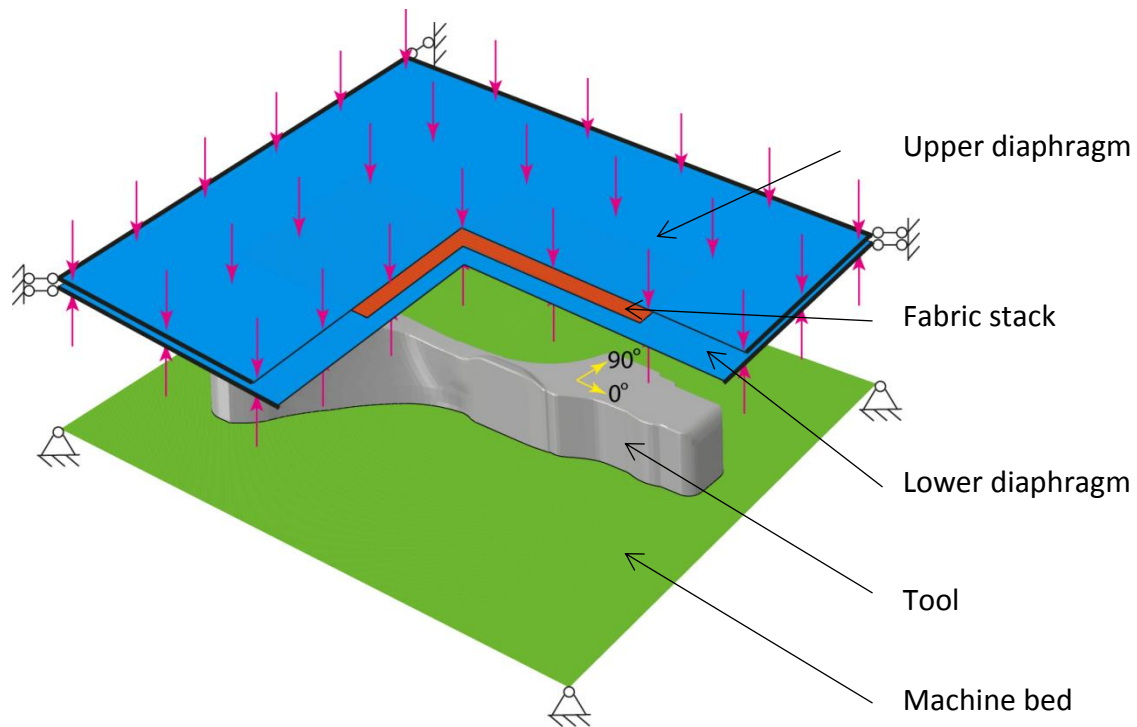 Upper diaphragm
Fabric stack
90°
0°
Lower diaphragm
Tool
Machine bed